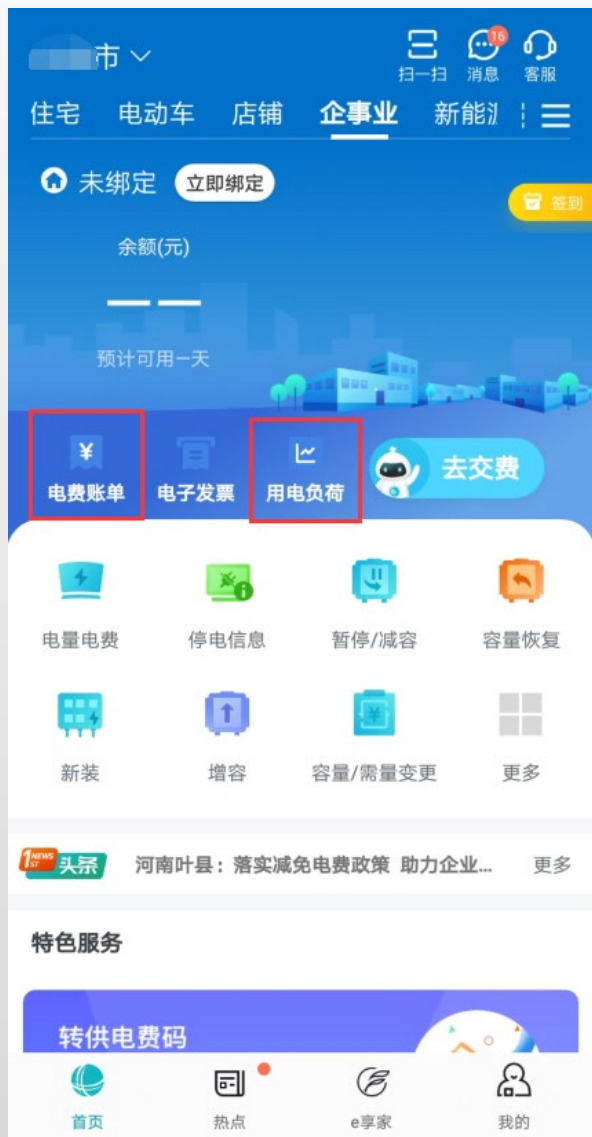 市
16
扫一扫 消息 客服
住宅 电动车 店铺 企事业 新能
未绑定 立即绑定
签到
余额(元)
— —
预计可用一天
¥
电费账单 电子发票 用电负荷 去交费
电量电费 停电信息 暂停/减容 容量恢复
¥
新装 增容 容量/需量变更 更多
1ST NEWS 头条 河南叶县：落实减免电费政策 助力企业... 更多
特色服务
转供电费码
首页 热点 e享家 我的